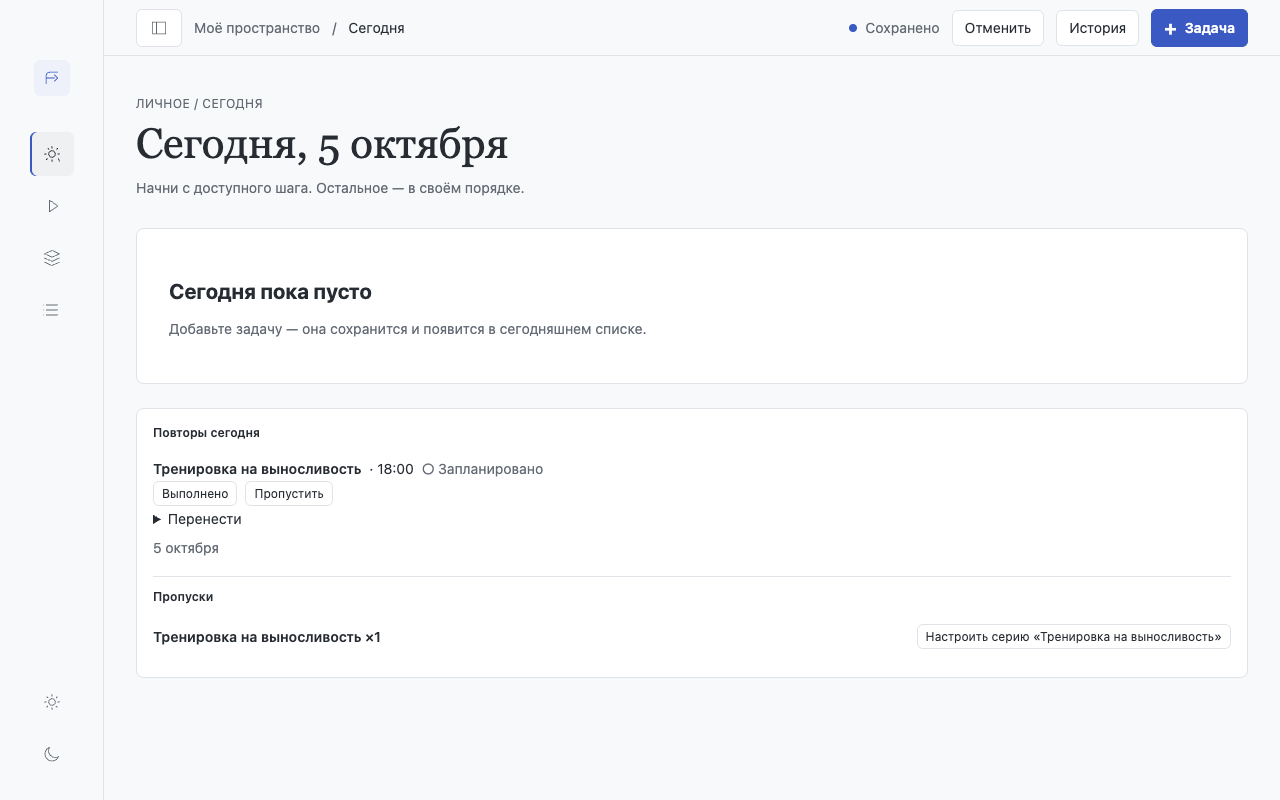 Моё пространство / Сегодня
Сохранено
Отменить
История
+ Задача
ЛИЧНОЕ / СЕГОДНЯ
Сегодня, 5 октября
Начни с доступного шага. Остальное — в своём порядке.
Сегодня пока пусто
Добавьте задачу — она сохранится и появится в сегодняшнем списке.
Повторы сегодня
Тренировка на выносливость · 18:00 Запланировано
Выполнено Пропустить
Перенести
5 октября
Пропуски
Тренировка на выносливость ×1
Настроить серию «Тренировка на выносливость»